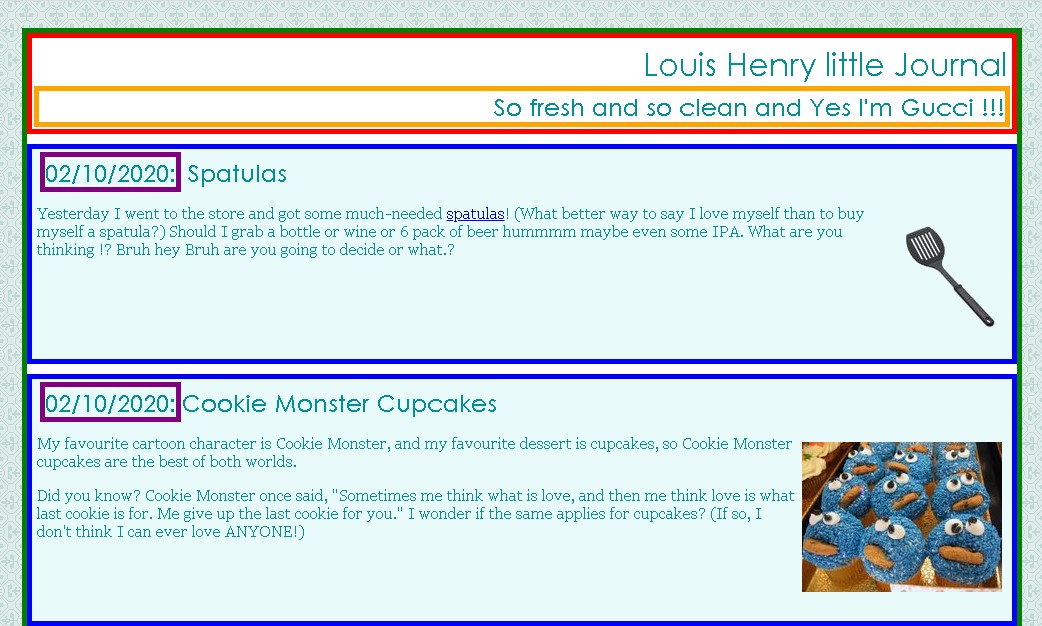 Louis Henry little Journal
So fresh and so clean and Yes I'm Gucci !!!
02/10/2020: Spatulas
Yesterday I went to the store and got some much-needed spatulas! (What better way to say I love myself than to buy
myself a spatula?) Should I grab a bottle or wine or 6 pack of beer hummmm maybe even some IPA. What are you
thinking !? Bruh hey Bruh are you going to decide or what.?
02/10/2020: Cookie Monster Cupcakes
My favourite cartoon character is Cookie Monster, and my favourite dessert is cupcakes, so Cookie Monster
cupcakes are the best of both worlds.
Did you know? Cookie Monster once said, "Sometimes me think what is love, and then me think love is what
last cookie is for. Me give up the last cookie for you." I wonder if the same applies for cupcakes? (If so, I
don't think I can ever love ANYONE!)